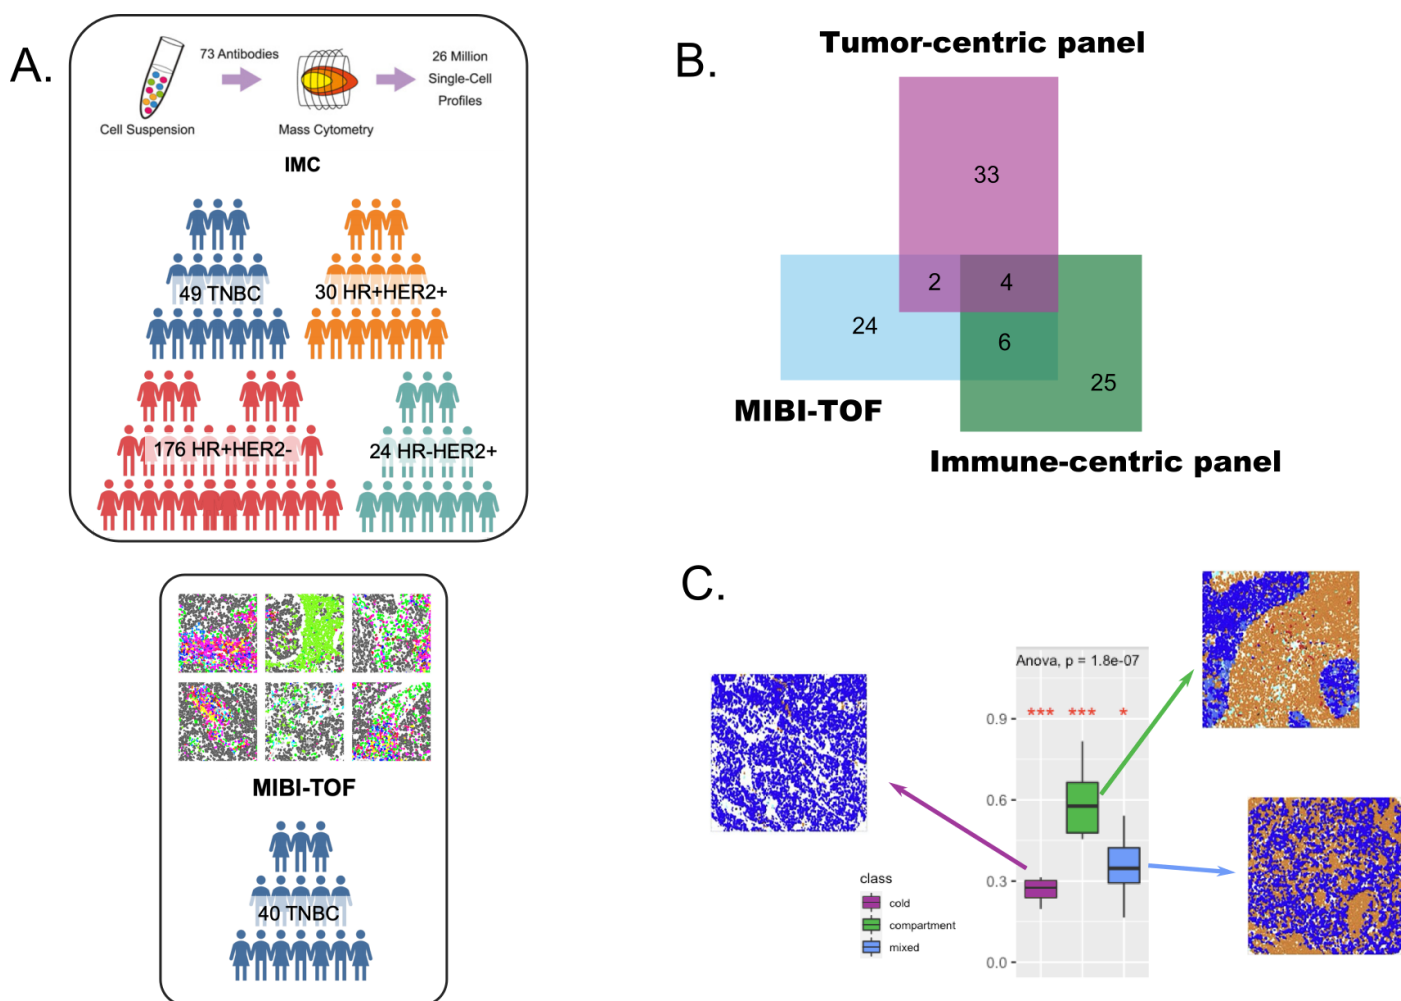 A.
73 Antibodies
26 Million
Single-Cell
Profiles
Cell Suspension
Mass Cytometry
IMC
49 TNBC
30 HR+HER2+
176 HR+HER2-
24 HR-HER2+
MIBI-TOF
40 TNBC
B.
Tumor-centric panel
33
2
4
24
6
25
MIBI-TOF
Immune-centric panel
C.
Anova, p = 1.8e-07
*** *** *
0.9
0.6
0.3
0.0
class
cold
compartment
mixed